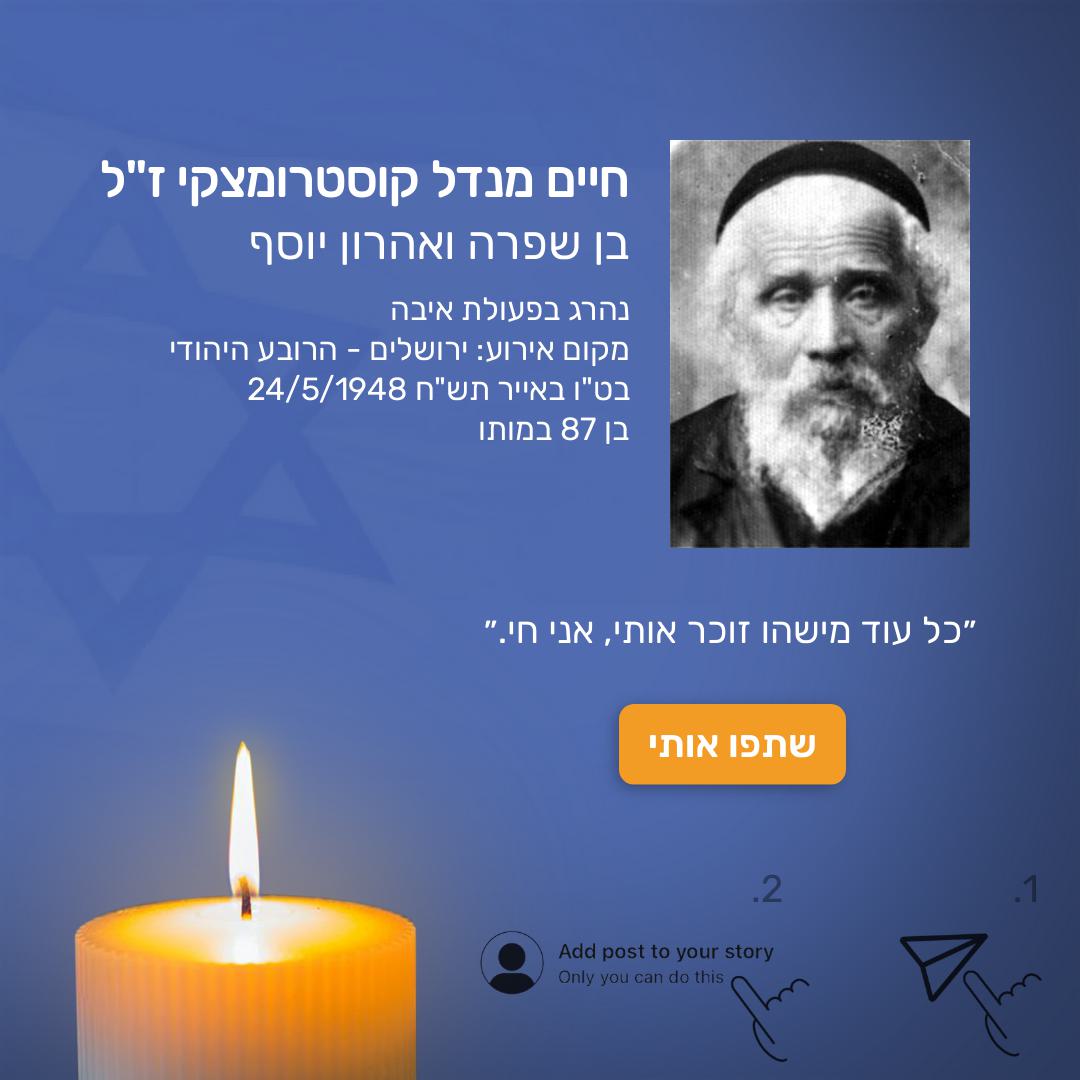 חיים מנדל קוסטרומצקי ז"ל
בן שפרה ואהרון יוסף
נהרג בפעולת איבה
מקום אירוע: ירושלים - הרובע היהודי
בט"ו באייר תש"ח 24/5/1948
בן 87 במותו
״כל עוד מישהו זוכר אותי, אני חי.״
שתפו אותי
1.
2.
Add post to your story
Only you can do this